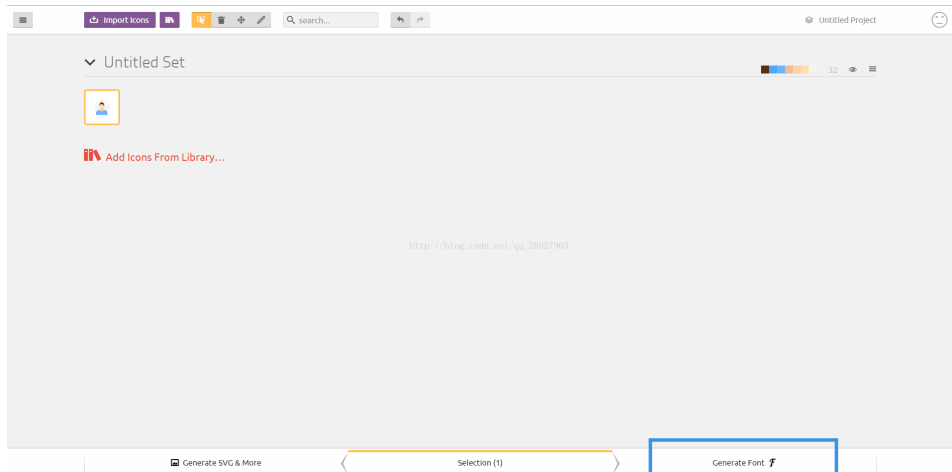 Import Icons
search...
Untitled Project
Untitled Set
32
Add Icons From Library...
http://blog.csdn.net/qq_28027903
Generate SVG & More
Selection (1)
Generate Font